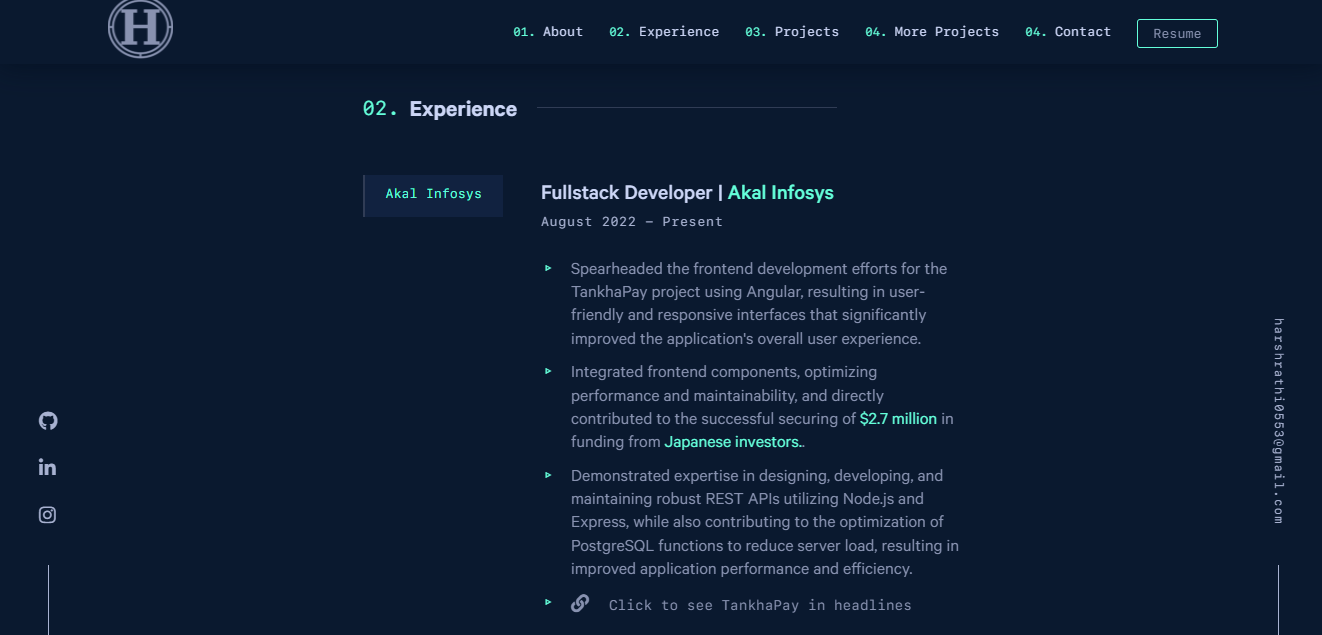 H
01. About 02. Experience 03. Projects 04. More Projects 04. Contact Resume
02. Experience
Akal Infosys
Fullstack Developer | Akal Infosys
August 2022 – Present
Spearheaded the frontend development efforts for the
TankhaPay project using Angular, resulting in user-
friendly and responsive interfaces that significantly
improved the application's overall user experience.
Integrated frontend components, optimizing
performance and maintainability, and directly
contributed to the successful securing of $2.7 million in
funding from Japanese investors..
Demonstrated expertise in designing, developing, and
maintaining robust REST APIs utilizing Node.js and
Express, while also contributing to the optimization of
PostgreSQL functions to reduce server load, resulting in
improved application performance and efficiency.
Click to see TankhaPay in headlines
in
harshrathi0553@gmail.com